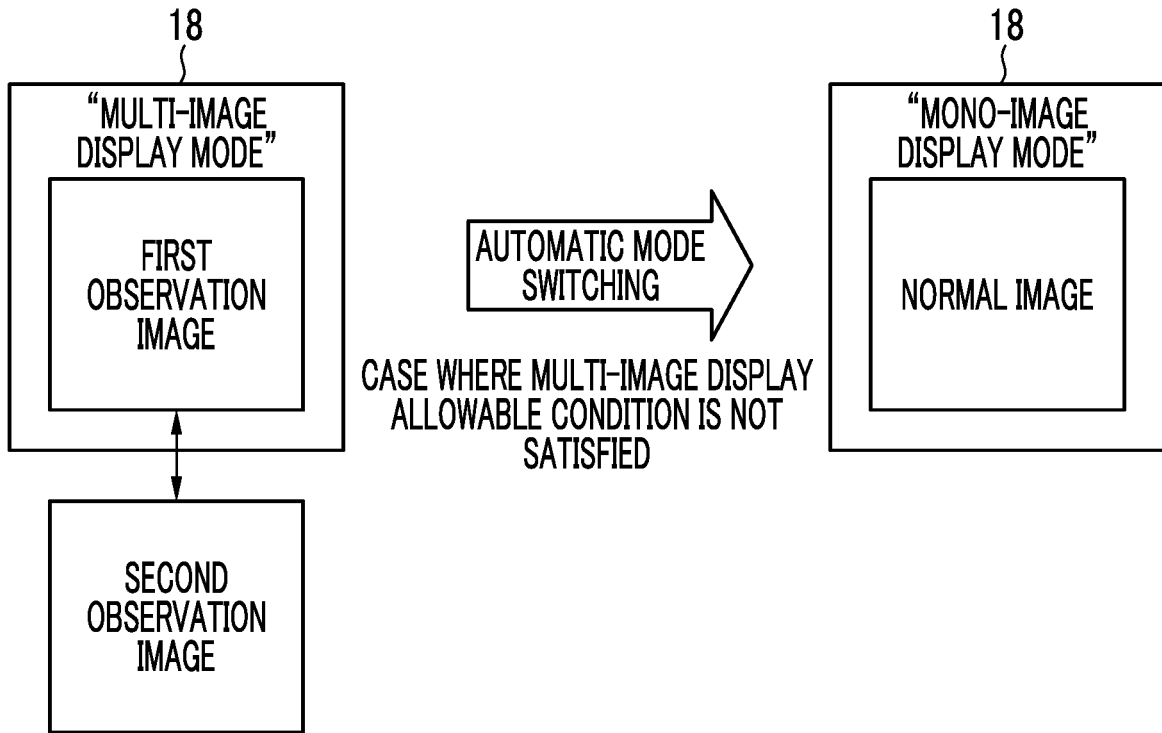 18
“MULTI-IMAGE
DISPLAY MODE”
FIRST
OBSERVATION
IMAGE
SECOND
OBSERVATION
IMAGE
AUTOMATIC MODE
SWITCHING
CASE WHERE MULTI-IMAGE DISPLAY
ALLOWABLE CONDITION IS NOT
SATISFIED
18
“MONO-IMAGE
DISPLAY MODE”
NORMAL IMAGE